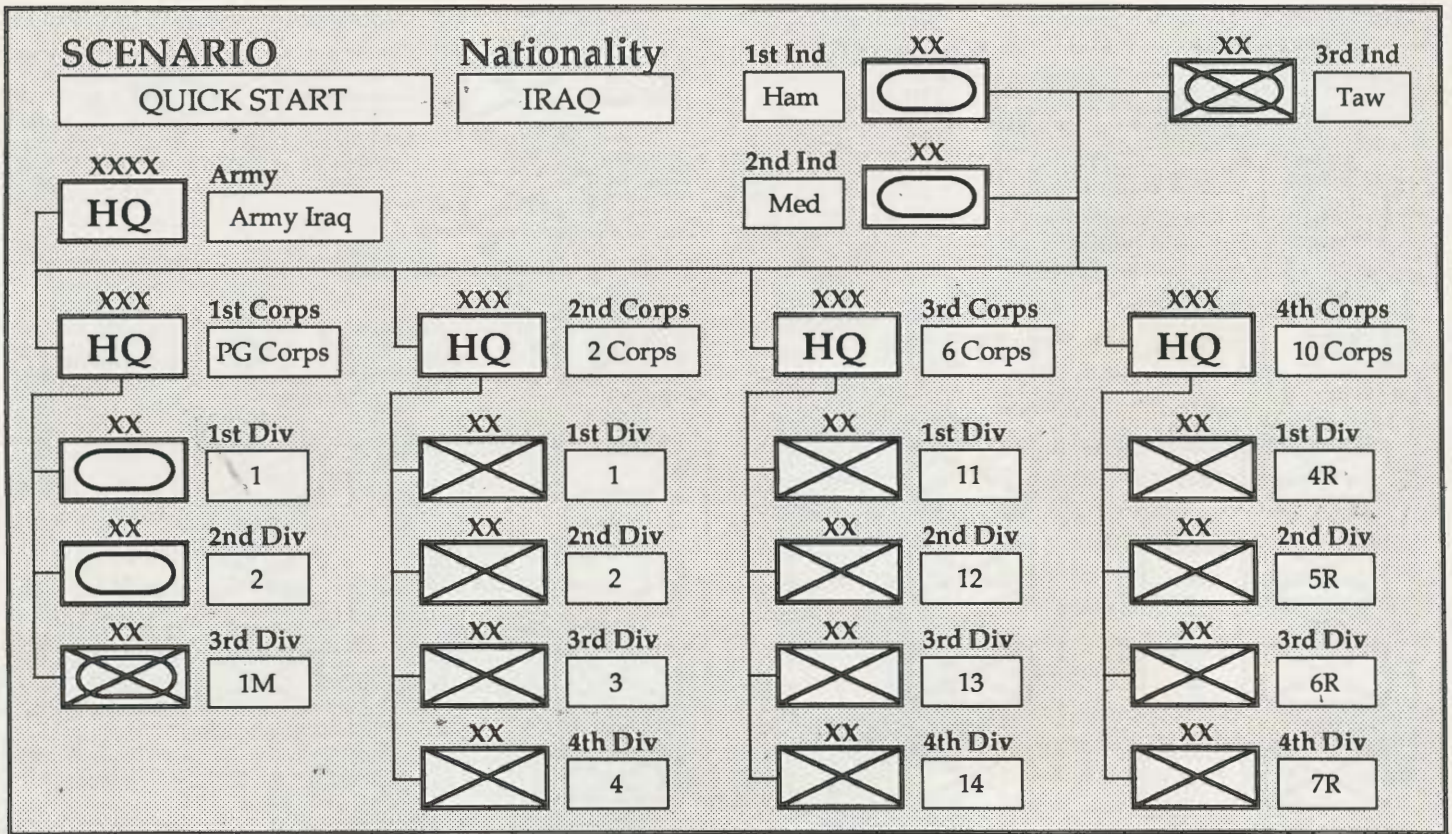 SCENARIO
QUICK START
Nationality
IRAQ
1st Ind
Ham
XX
XX
3rd Ind
Taw
2nd Ind
Med
XX
XXXX
HQ
Army
Army Iraq
XXX
HQ
1st Corps
PG Corps
XXX
HQ
2nd Corps
2 Corps
XXX
HQ
3rd Corps
6 Corps
XXX
HQ
4th Corps
10 Corps
XX
1st Div
1
XX
1st Div
1
XX
1st Div
11
XX
1st Div
4R
XX
2nd Div
2
XX
2nd Div
2
XX
2nd Div
12
XX
2nd Div
5R
XX
3rd Div
1M
XX
3rd Div
3
XX
3rd Div
13
XX
3rd Div
6R
XX
4th Div
4
XX
4th Div
14
XX
4th Div
7R